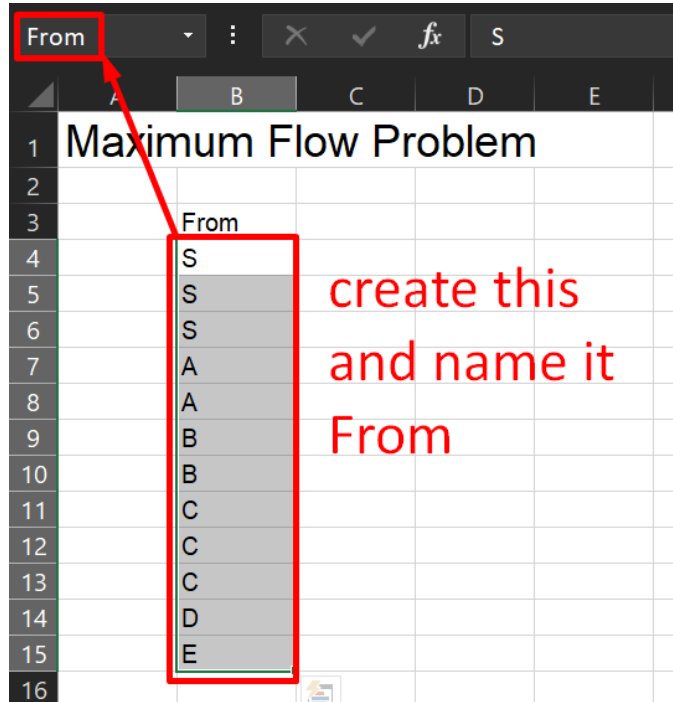 From fx S
A B C D E
1 Maximum Flow Problem
2
3 From
4 S
5 S create this
6 S
7 A and name it
8 A
9 B From
10 B
11 C
12 C
13 C
14 D
15 E
16